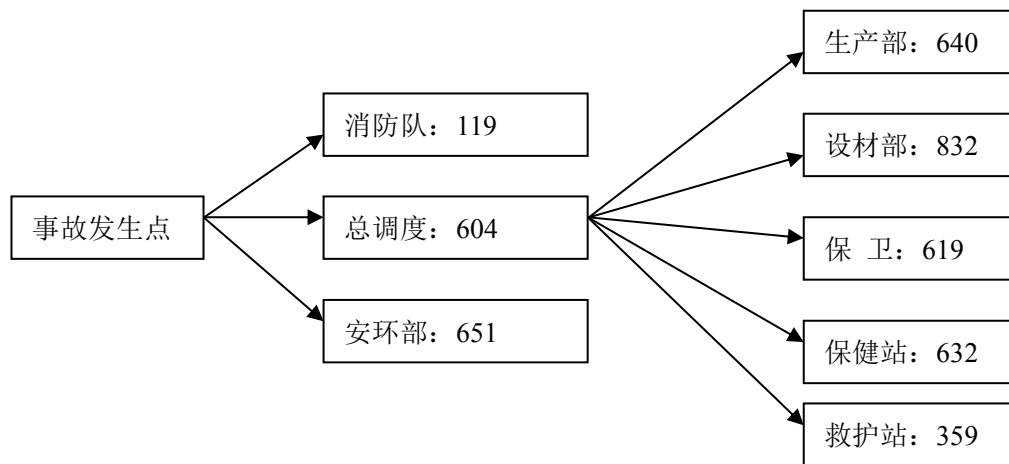 事故发生点
消防队：119
总调度：604
安环部：651
生产部：640
设材部：832
保 卫：619
保健站：632
救护站：359